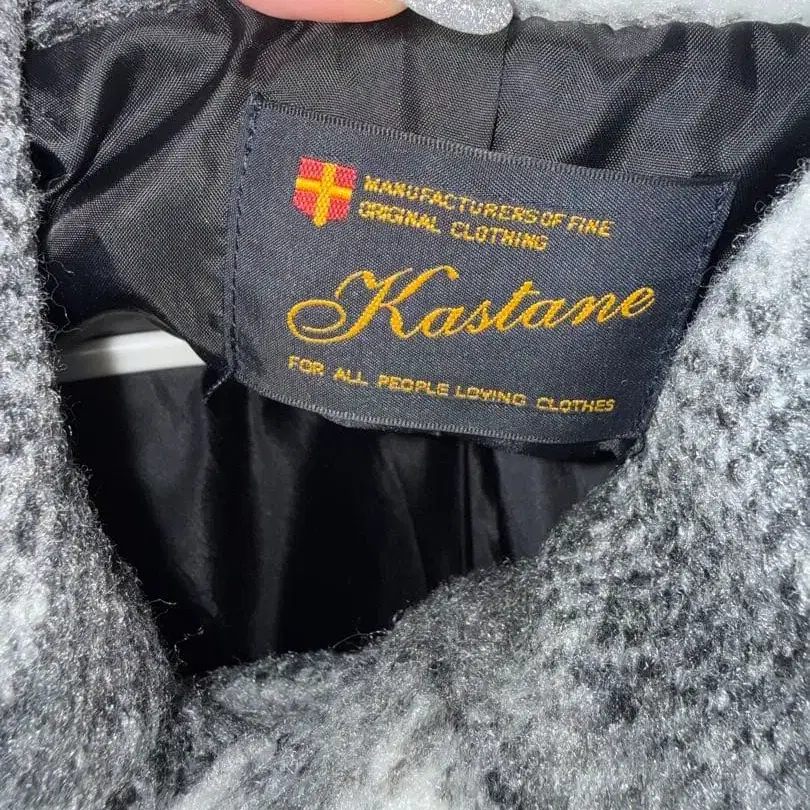 MANUFACTURERS OF FINE
ORIGINAL CLOTHING
Kastane
FOR ALL PEOPLE LOVING CLOTHES